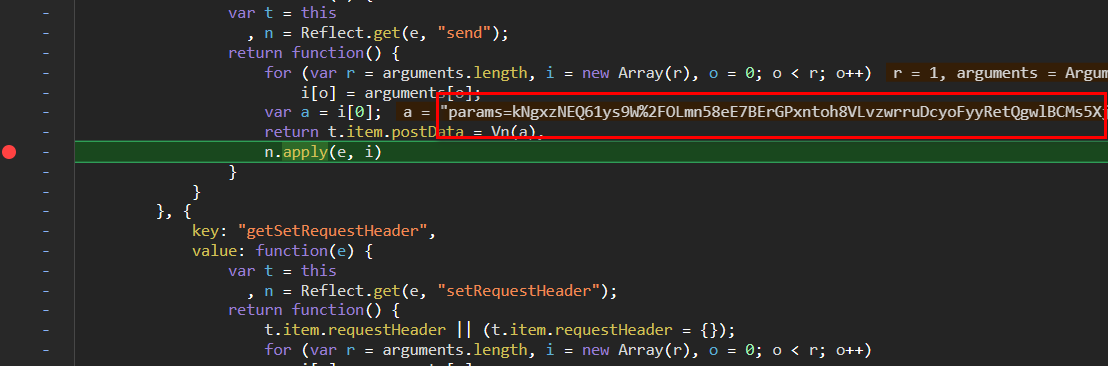 var t = this
, n = Reflect.get(e, "send");
return function() {
for (var r = arguments.length, i = new Array(r), o = 0; o < r; o++) r = 1, arguments = Argum
i[o] = arguments[o];
var a = i[0]; a = "params=kNgxzNEQ61ys9W%2FOLmn58eE7BErGPxntoh8VLvzwrruDcyoFyyRetQgwlBCMs5Xj
return t.item.postData = Vn(a),
n.apply(e, i)
}
}
}, {
key: "getSetRequestHeader",
value: function(e) {
var t = this
, n = Reflect.get(e, "setRequestHeader");
return function() {
t.item.requestHeader || (t.item.requestHeader = {});
for (var r = arguments.length, i = new Array(r), o = 0; o < r; o++)